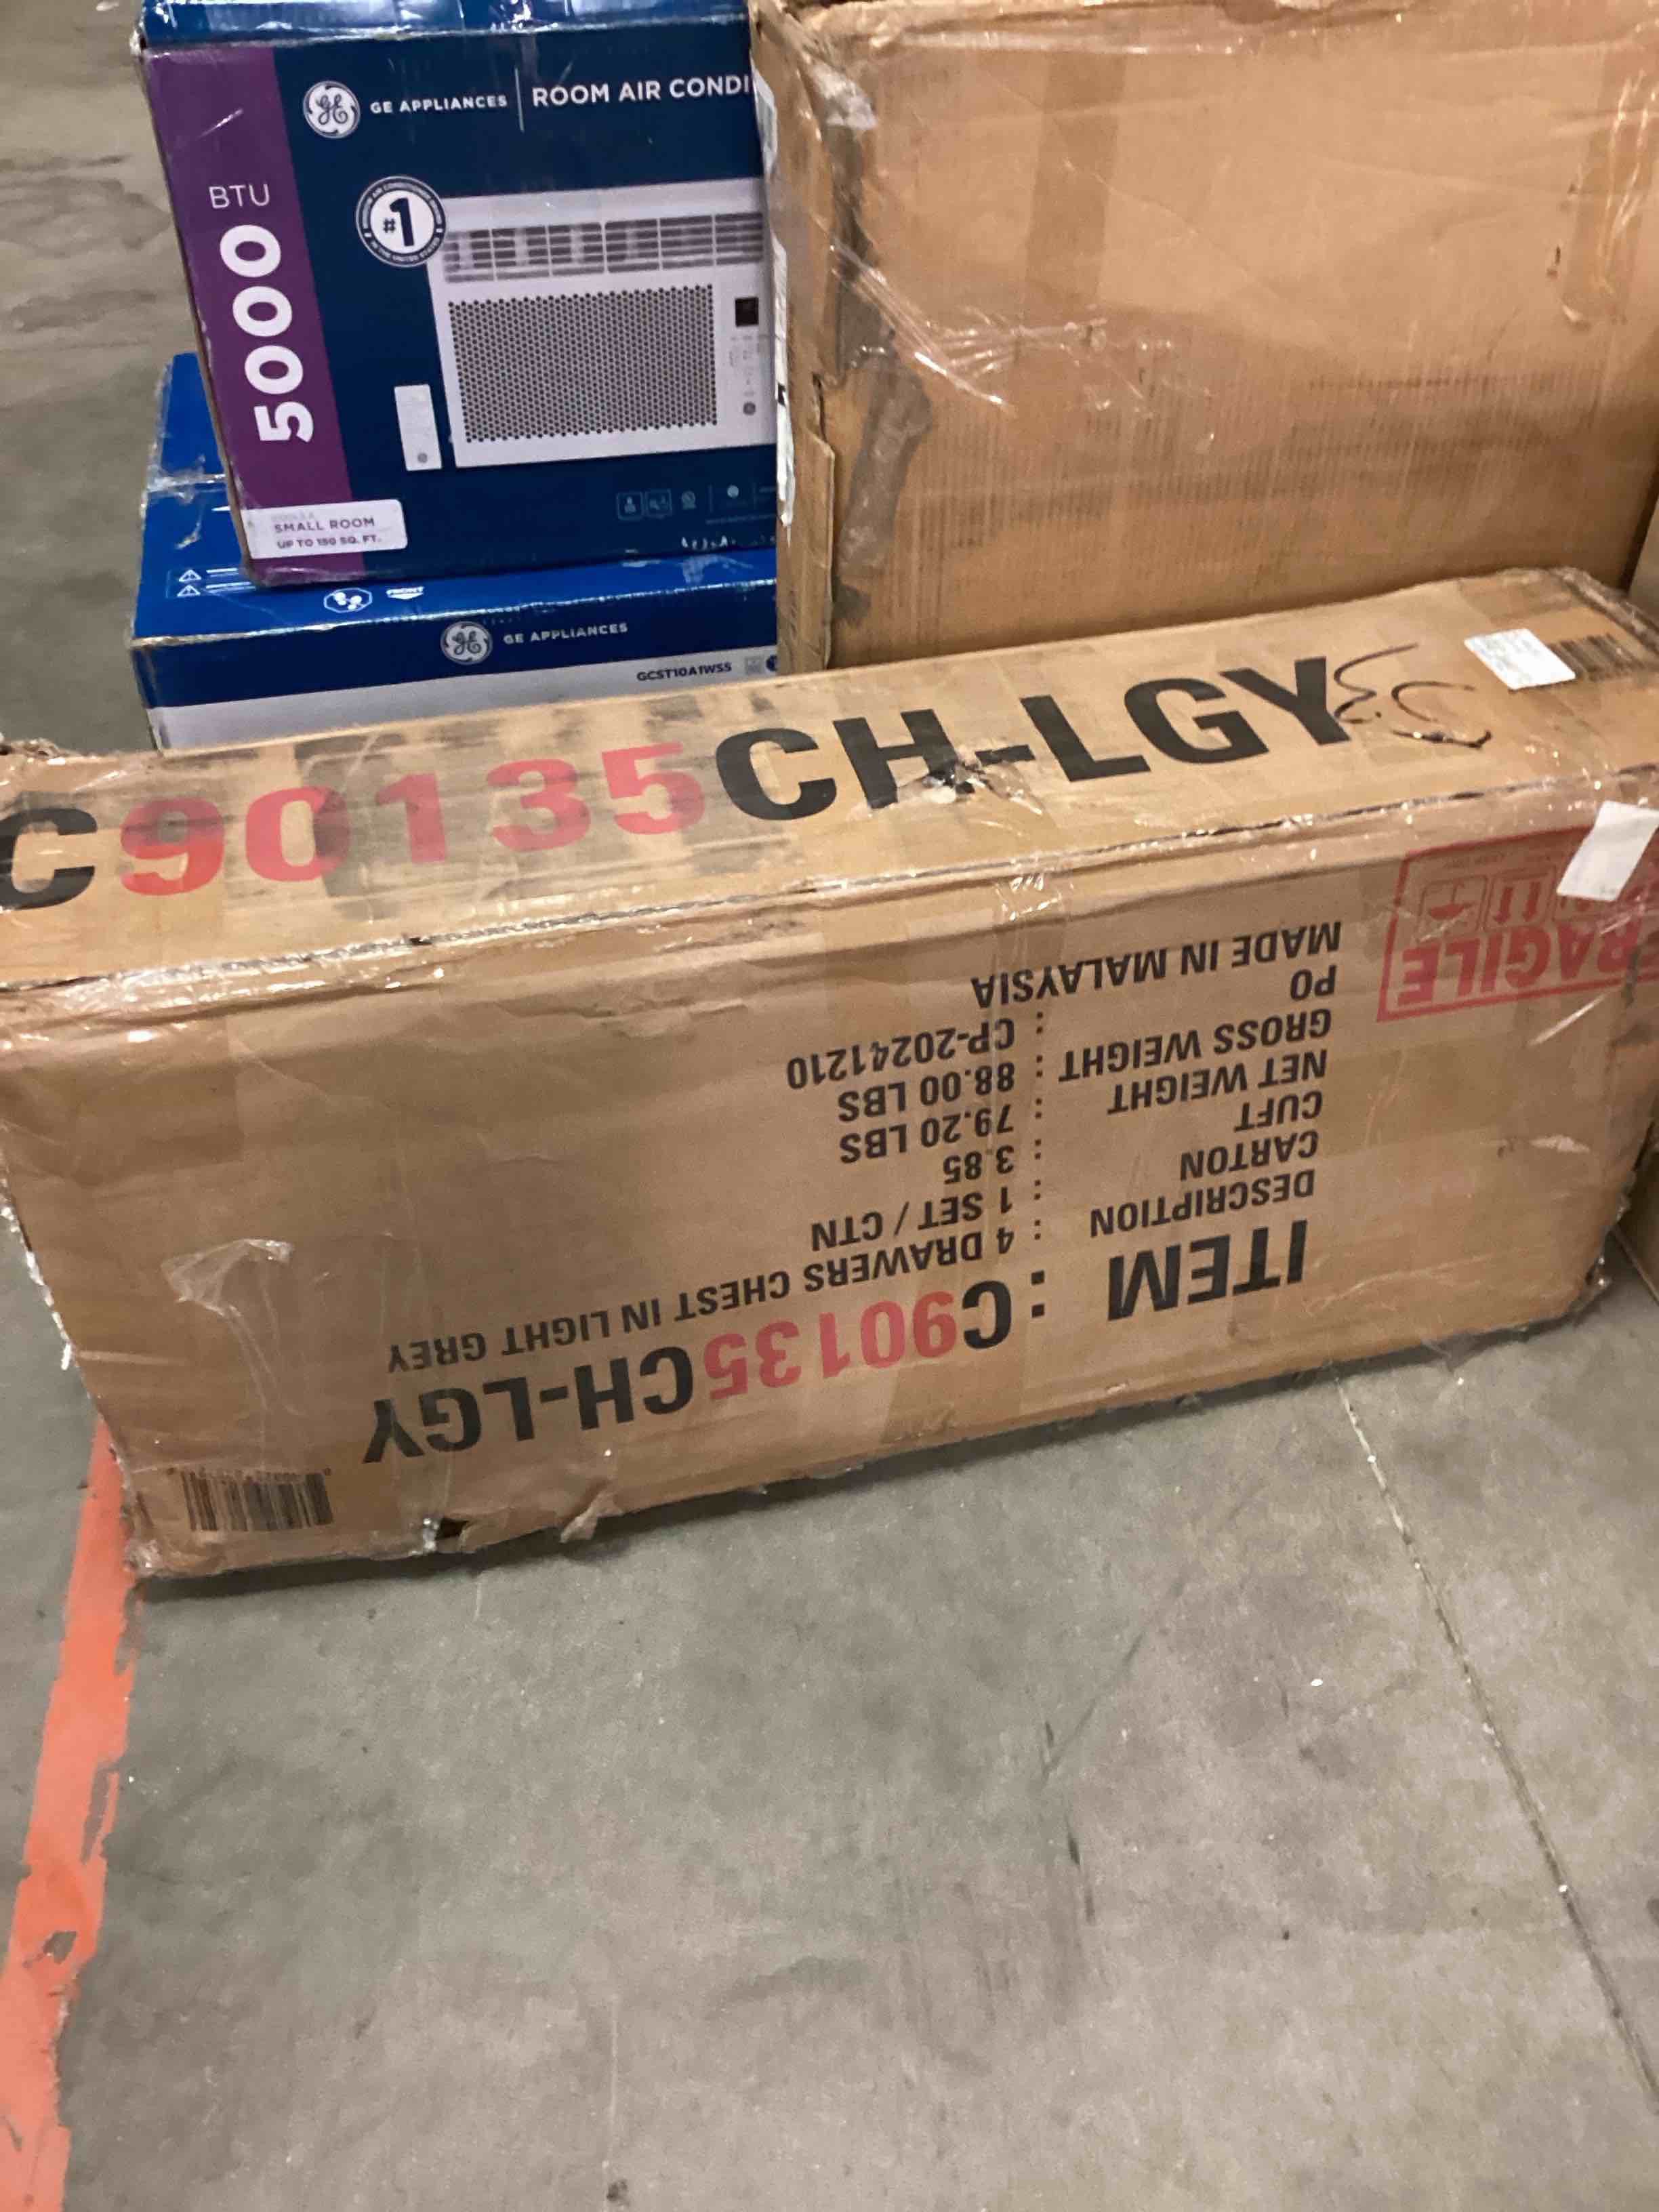 GE APPLIANCES | ROOM AIR CONDI
BTU
5000
#1
SMALL ROOM
UP TO 150 SQ. FT.
FRONT
GE APPLIANCES
GCST10A1WSS
C90135CH-LGY
ITEM : C90135CH-LGY
DESCRIPTION : 4 DRAWERS CHEST IN LIGHT GREY
CARTON : 1 SET / CTN
CUFT : 3.85
NET WEIGHT : 79.20 LBS
GROSS WEIGHT : 88.00 LBS
PO : CP-20241210
MADE IN MALAYSIA
FRAGILE